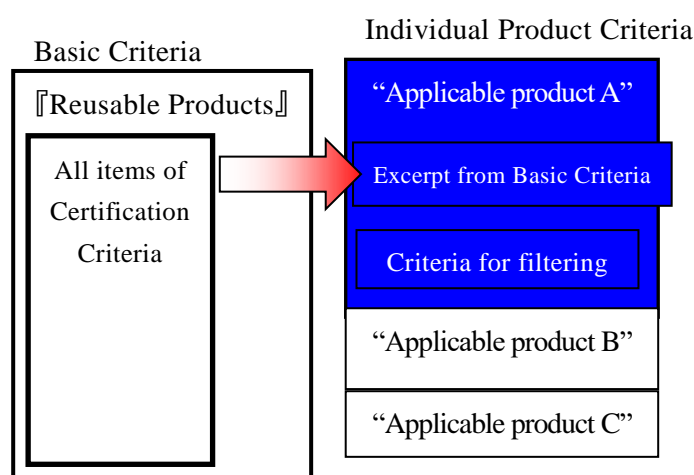 Basic Criteria
『Reusable Products』
All items of
Certification
Criteria
Individual Product Criteria
“Applicable product A”
Excerpt from Basic Criteria
Criteria for filtering
“Applicable product B”
“Applicable product C”